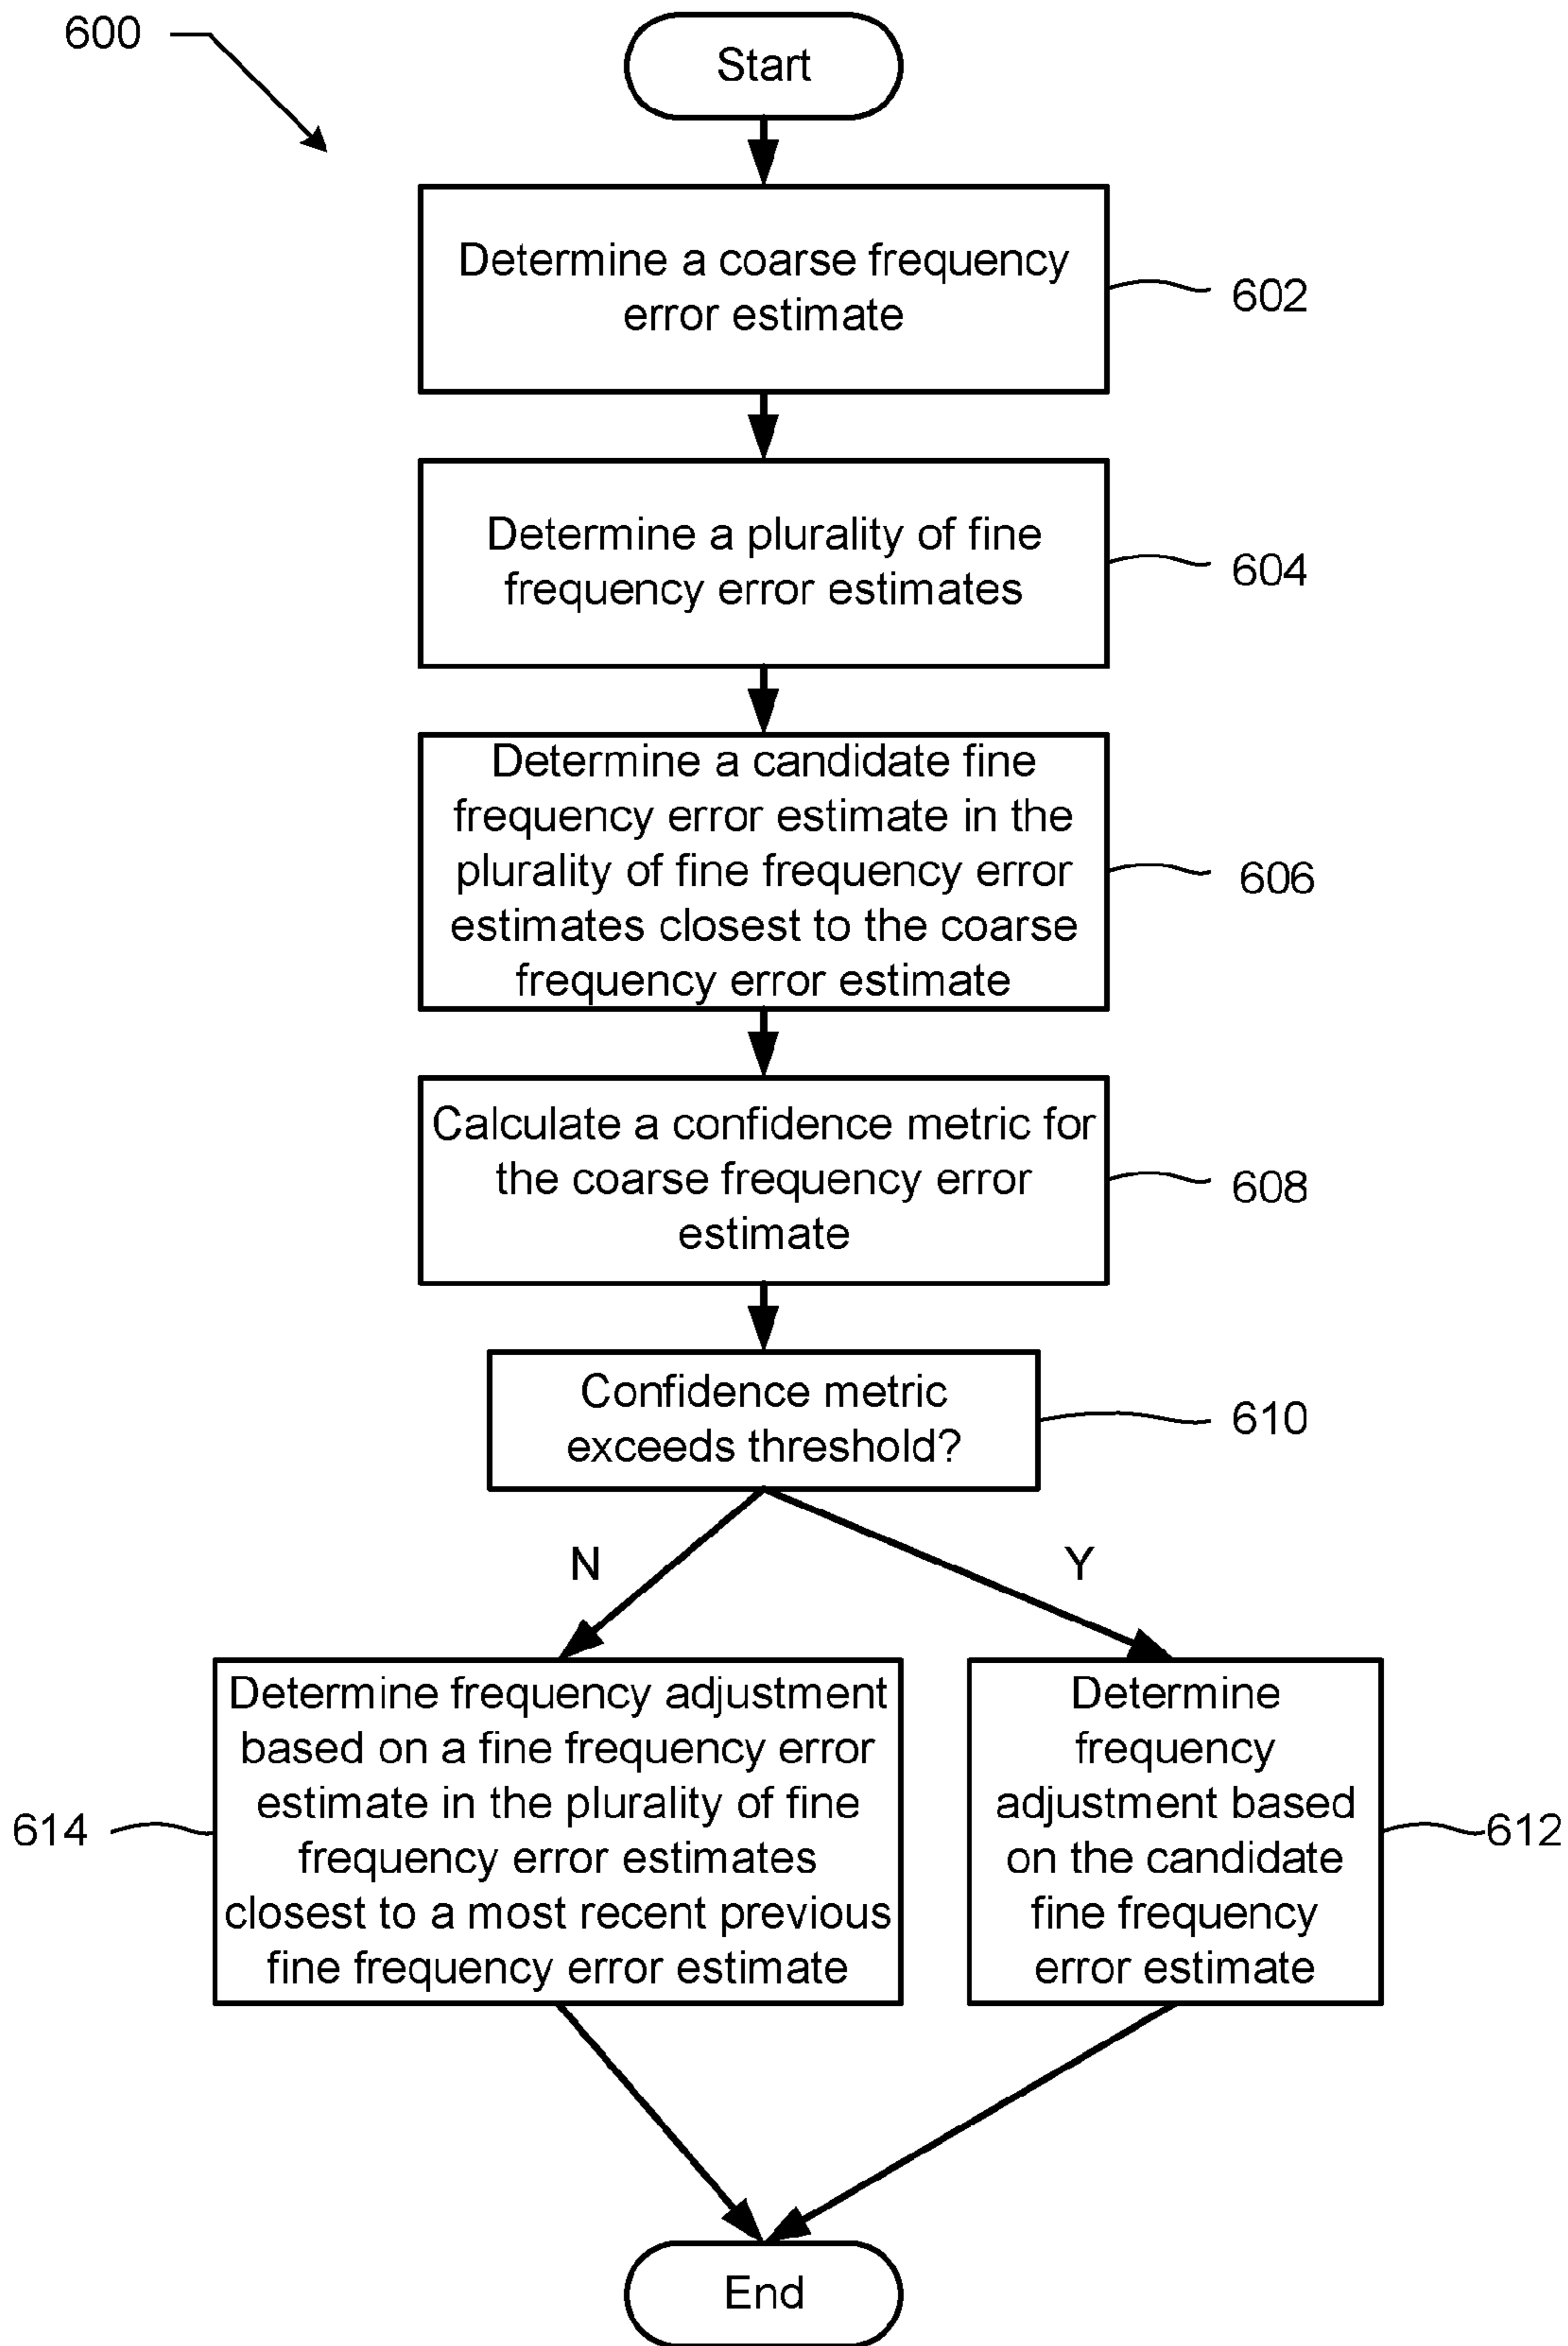 600
Start
Determine a coarse frequency
error estimate
602
Determine a plurality of fine
frequency error estimates
604
Determine a candidate fine
frequency error estimate in the
plurality of fine frequency error
estimates closest to the coarse
frequency error estimate
606
Calculate a confidence metric for
the coarse frequency error
estimate
608
Confidence metric
exceeds threshold?
610
N
Y
Determine frequency adjustment
based on a fine frequency error
estimate in the plurality of fine
frequency error estimates
closest to a most recent previous
fine frequency error estimate
614
Determine
frequency
adjustment based
on the candidate
fine frequency
error estimate
612
End